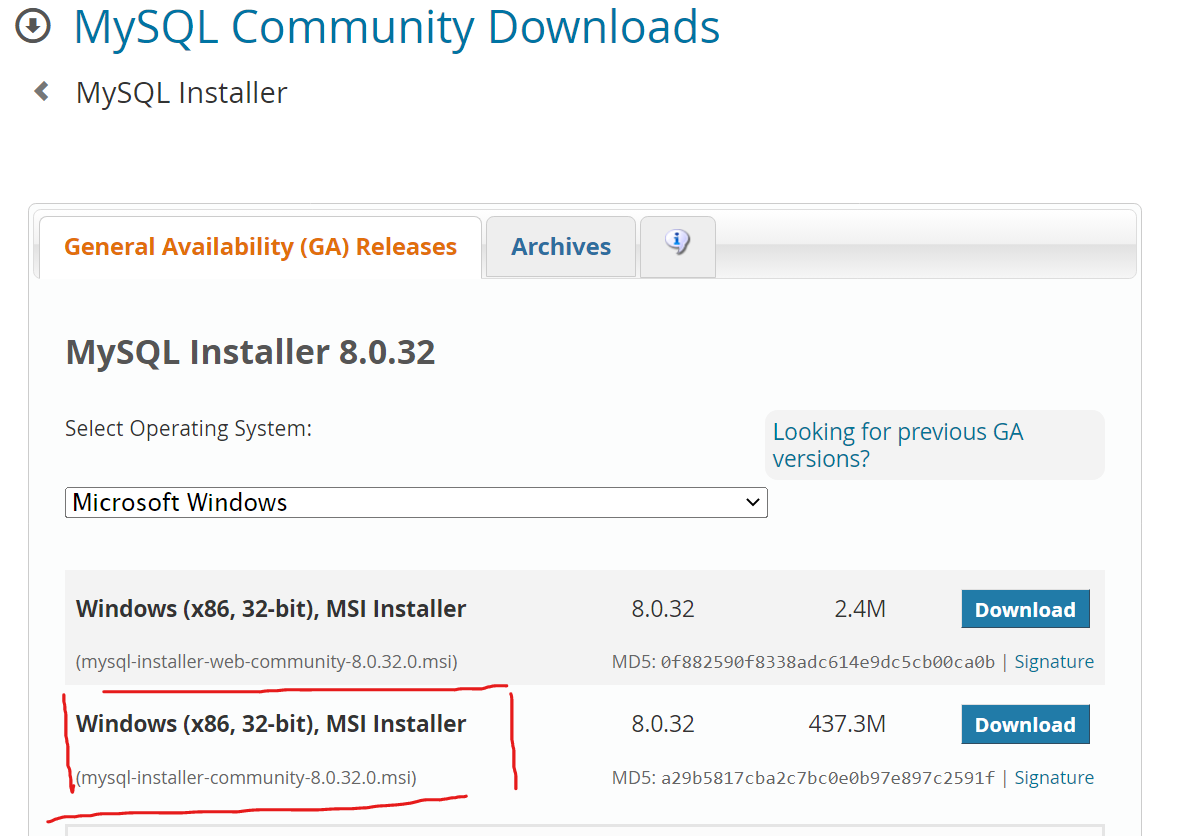 MySQL Community Downloads
MySQL Installer
General Availability (GA) Releases
Archives
MySQL Installer 8.0.32
Select Operating System:
Looking for previous GA
versions?
Microsoft Windows
Windows (x86, 32-bit), MSI Installer 8.0.32 2.4M Download
(mysql-installer-web-community-8.0.32.0.msi) MD5: 0f882590f8338adc614e9dc5cb00ca0b | Signature
Windows (x86, 32-bit), MSI Installer 8.0.32 437.3M Download
(mysql-installer-community-8.0.32.0.msi) MD5: a29b5817cba2c7bc0e0b97e897c2591f | Signature